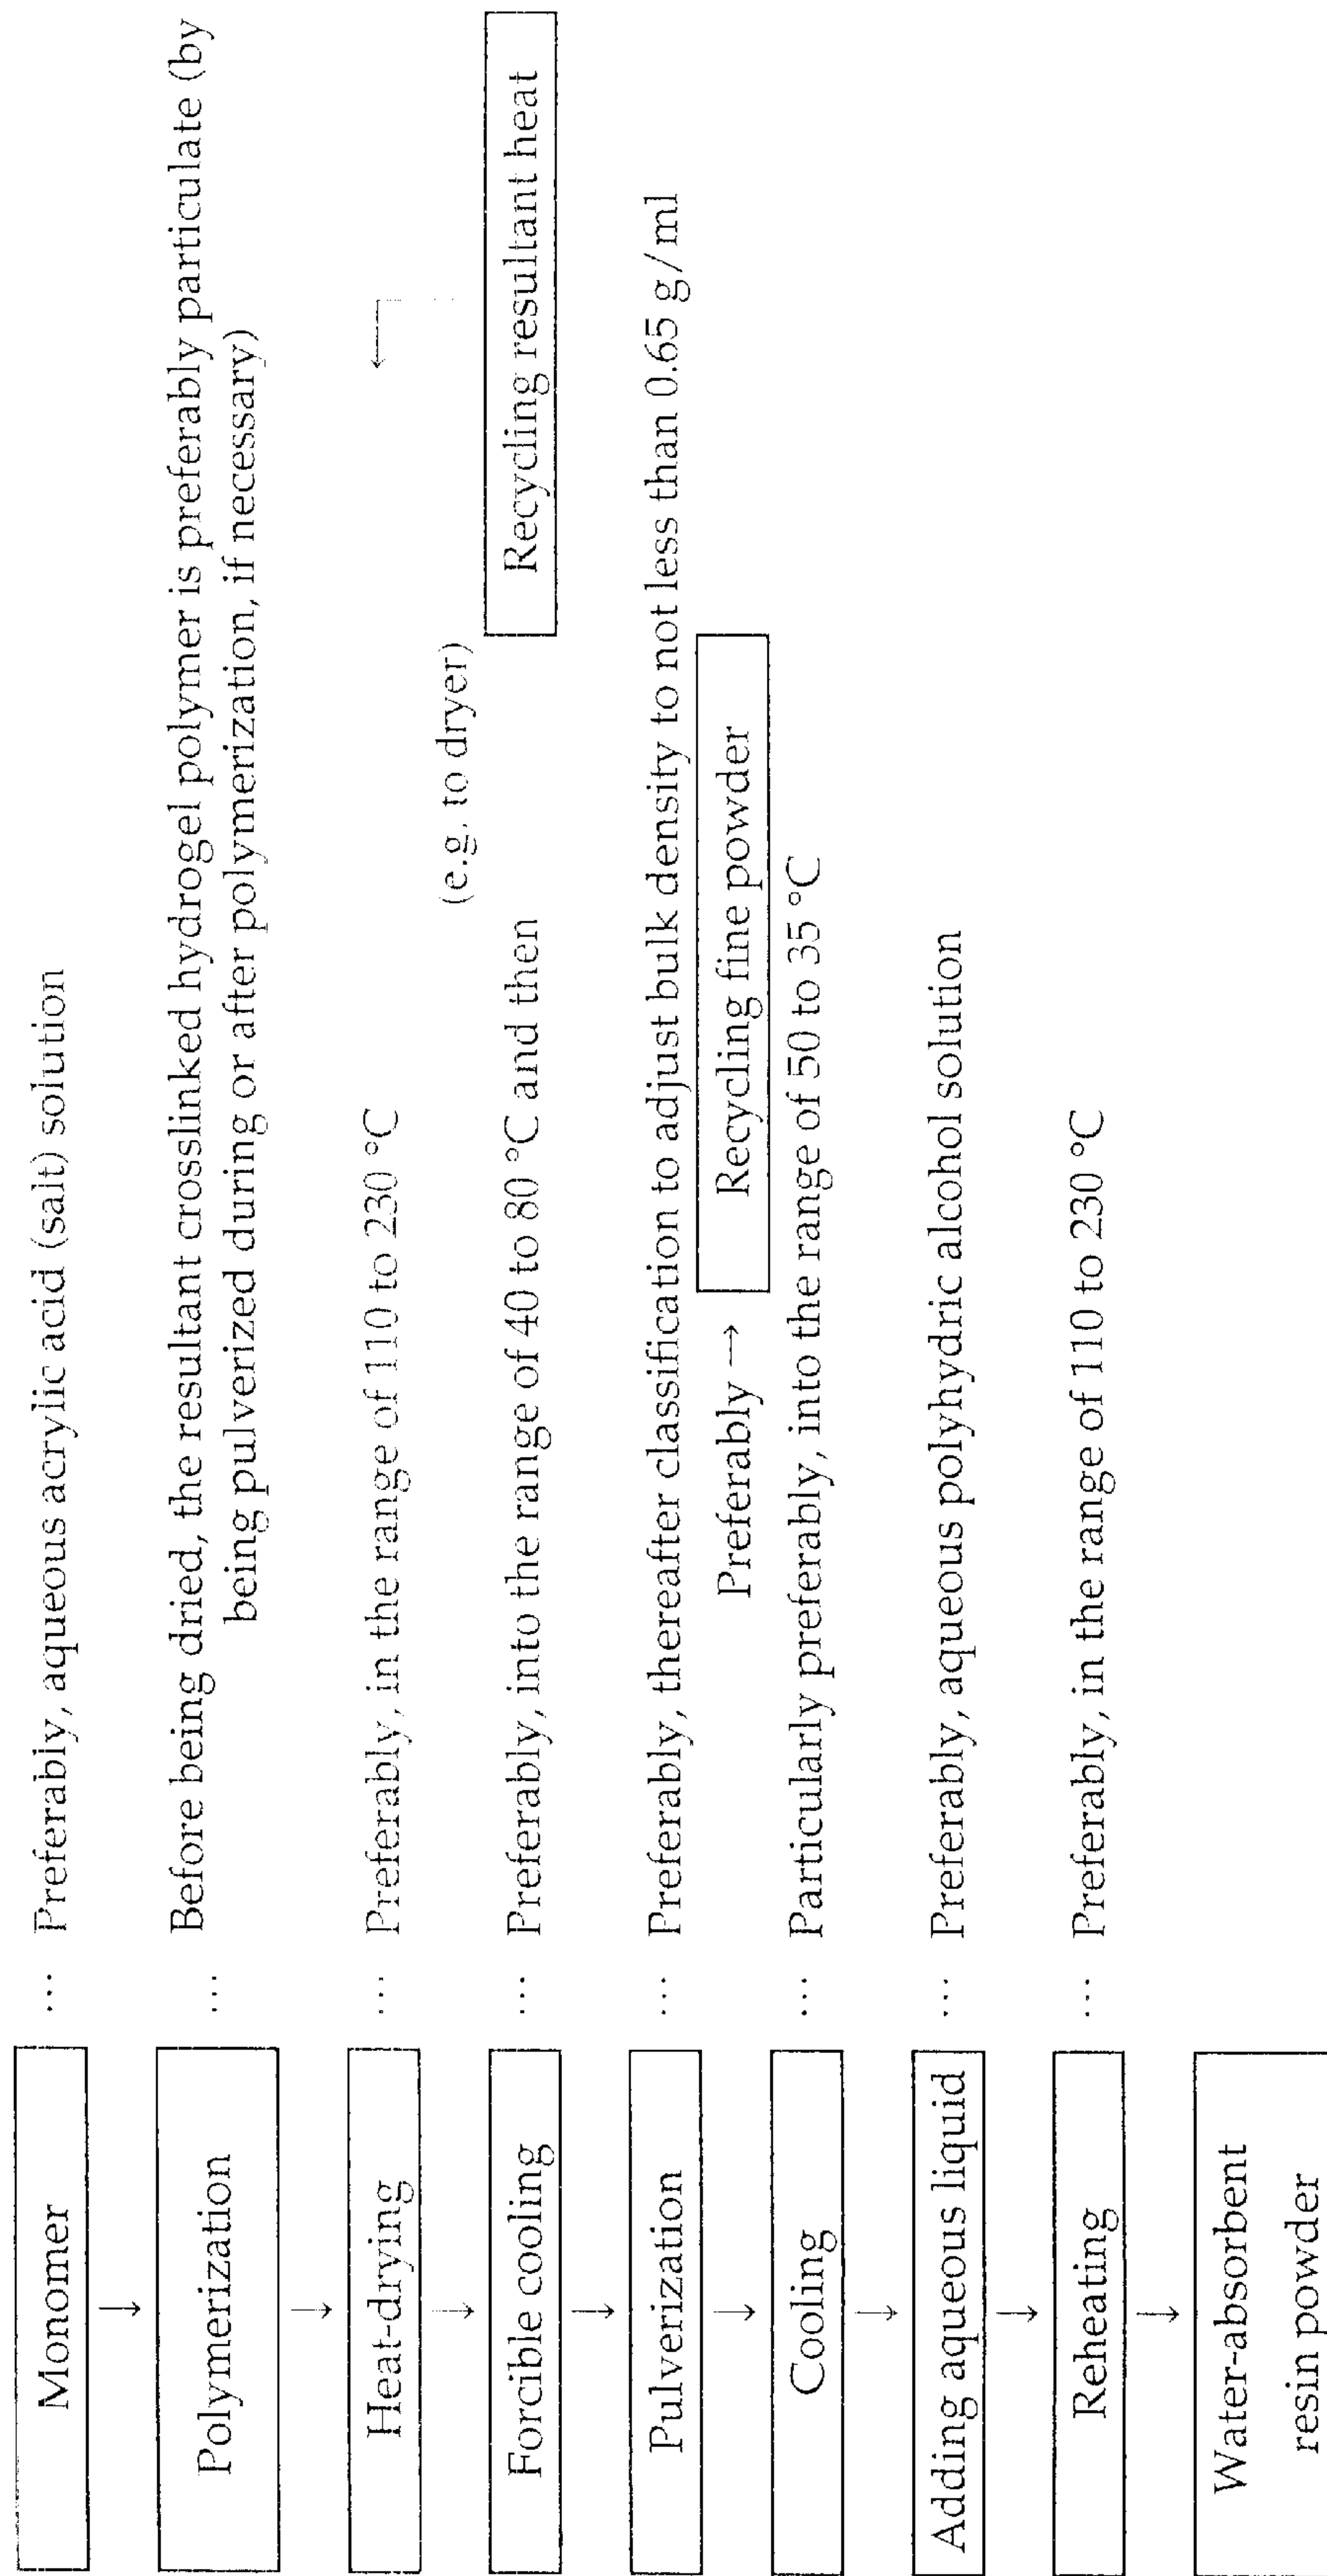 Monomer ... Preferably, aqueous acrylic acid (salt) solution
↓
Polymerization ... Before being dried, the resultant crosslinked hydrogel polymer is preferably particulate (by
being pulverized during or after polymerization, if necessary)
↓
Heat-drying ... Preferably, in the range of 110 to 230 °C
↓
(e.g. to dryer)
Forcible cooling ... Preferably, into the range of 40 to 80 °C and then Recycling resultant heat
↓
Pulverization ... Preferably, thereafter classification to adjust bulk density to not less than 0.65 g/ml
↓
Preferably → Recycling fine powder
Cooling ... Particularly preferably, into the range of 50 to 35 °C
↓
Adding aqueous liquid ... Preferably, aqueous polyhydric alcohol solution
↓
Reheating ... Preferably, in the range of 110 to 230 °C
↓
Water-absorbent
resin powder